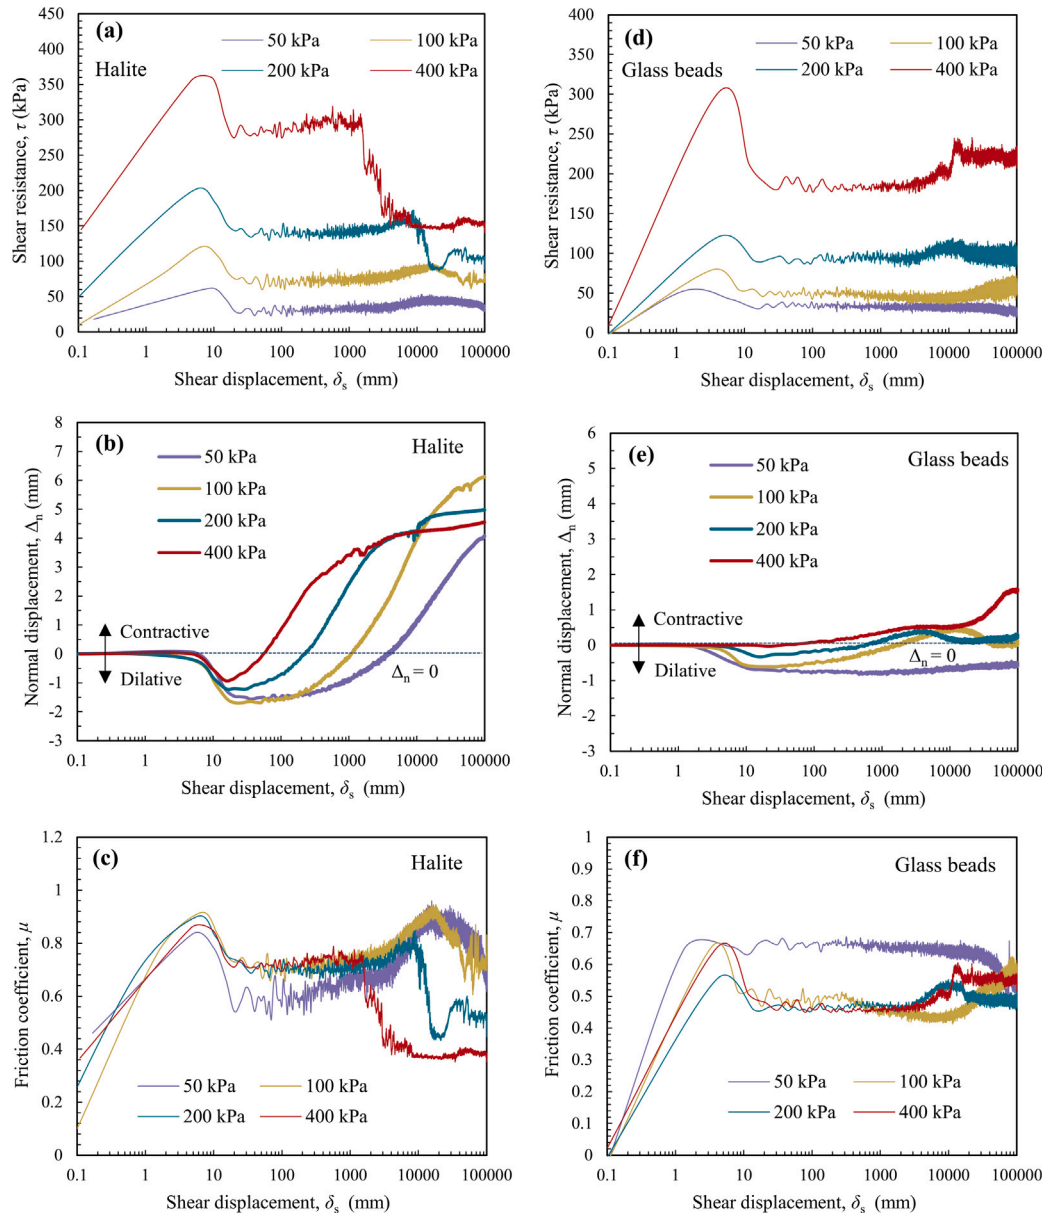 (a)
Halite
50 kPa
100 kPa
200 kPa
400 kPa
Shear resistance, τ (kPa)
450
400
350
300
250
200
150
100
50
0
0.1
1
10
100
1000
10000
100000
Shear displacement, δs (mm)
(d)
Glass beads
50 kPa
100 kPa
200 kPa
400 kPa
Shear resistance, τ (kPa)
400
350
300
250
200
150
100
50
0
0.1
1
10
100
1000
10000
100000
Shear displacement, δs (mm)
(b)
Halite
50 kPa
100 kPa
200 kPa
400 kPa
Contractive
Dilative
Δn = 0
Normal displacement, Δn (mm)
8
7
6
5
4
3
2
1
0
-1
-2
-3
0.1
1
10
100
1000
10000
100000
Shear displacement, δs (mm)
(e)
Glass beads
50 kPa
100 kPa
200 kPa
400 kPa
Contractive
Dilative
Δn = 0
Normal displacement, Δn (mm)
6
5
4
3
2
1
0
-1
-2
-3
0.1
1
10
100
1000
10000
100000
Shear displacement, δs (mm)
(c)
Halite
50 kPa
100 kPa
200 kPa
400 kPa
Friction coefficient, μ
1.2
1
0.8
0.6
0.4
0.2
0
0.1
1
10
100
1000
10000
100000
Shear displacement, δs (mm)
(f)
Glass beads
50 kPa
100 kPa
200 kPa
400 kPa
Friction coefficient, μ
1
0.9
0.8
0.7
0.6
0.5
0.4
0.3
0.2
0.1
0
0.1
1
10
100
1000
10000
100000
Shear displacement, δs (mm)